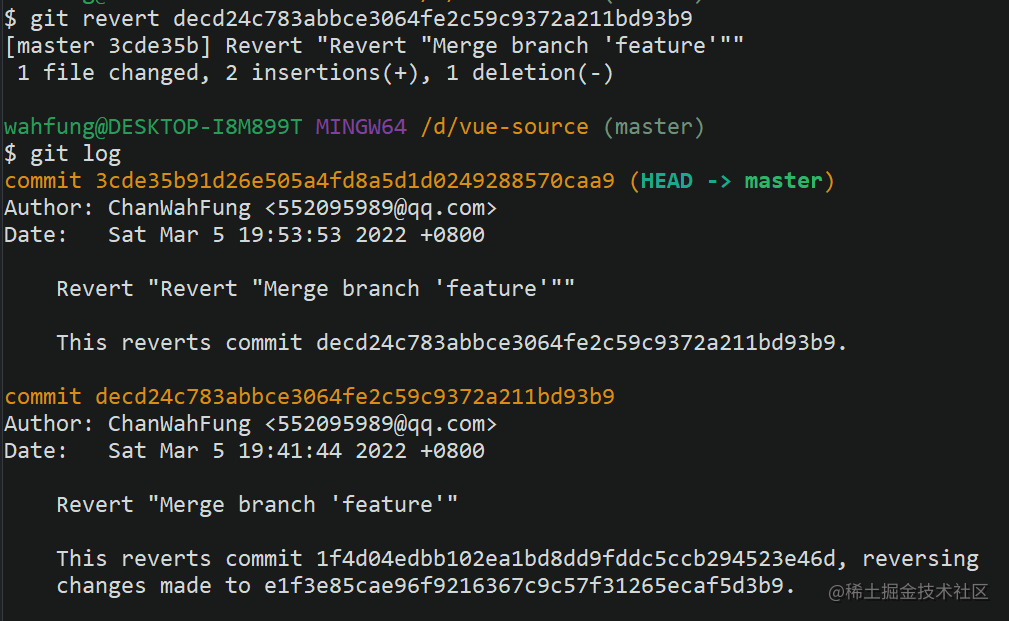 $ git revert decd24c783abbce3064fe2c59c9372a211bd93b9
[master 3cde35b] Revert "Revert "Merge branch 'feature'""
 1 file changed, 2 insertions(+), 1 deletion(-)
wahfung@DESKTOP-I8M899T MINGW64 /d/vue-source (master)
$ git log
commit 3cde35b91d26e505a4fd8a5d1d0249288570caa9 (HEAD -> master)
Author: ChanWahFung <552095989@qq.com>
Date:   Sat Mar 5 19:53:53 2022 +0800
    Revert "Revert "Merge branch 'feature'""
    This reverts commit decd24c783abbce3064fe2c59c9372a211bd93b9.
commit decd24c783abbce3064fe2c59c9372a211bd93b9
Author: ChanWahFung <552095989@qq.com>
Date:   Sat Mar 5 19:41:44 2022 +0800
    Revert "Merge branch 'feature'"
    This reverts commit 1f4d04edbb102ea1bd8dd9fddc5ccb294523e46d, reversing
    changes made to e1f3e85cae96f9216367c9c57f31265ecaf5d3b9.
@稀土掘金技术社区